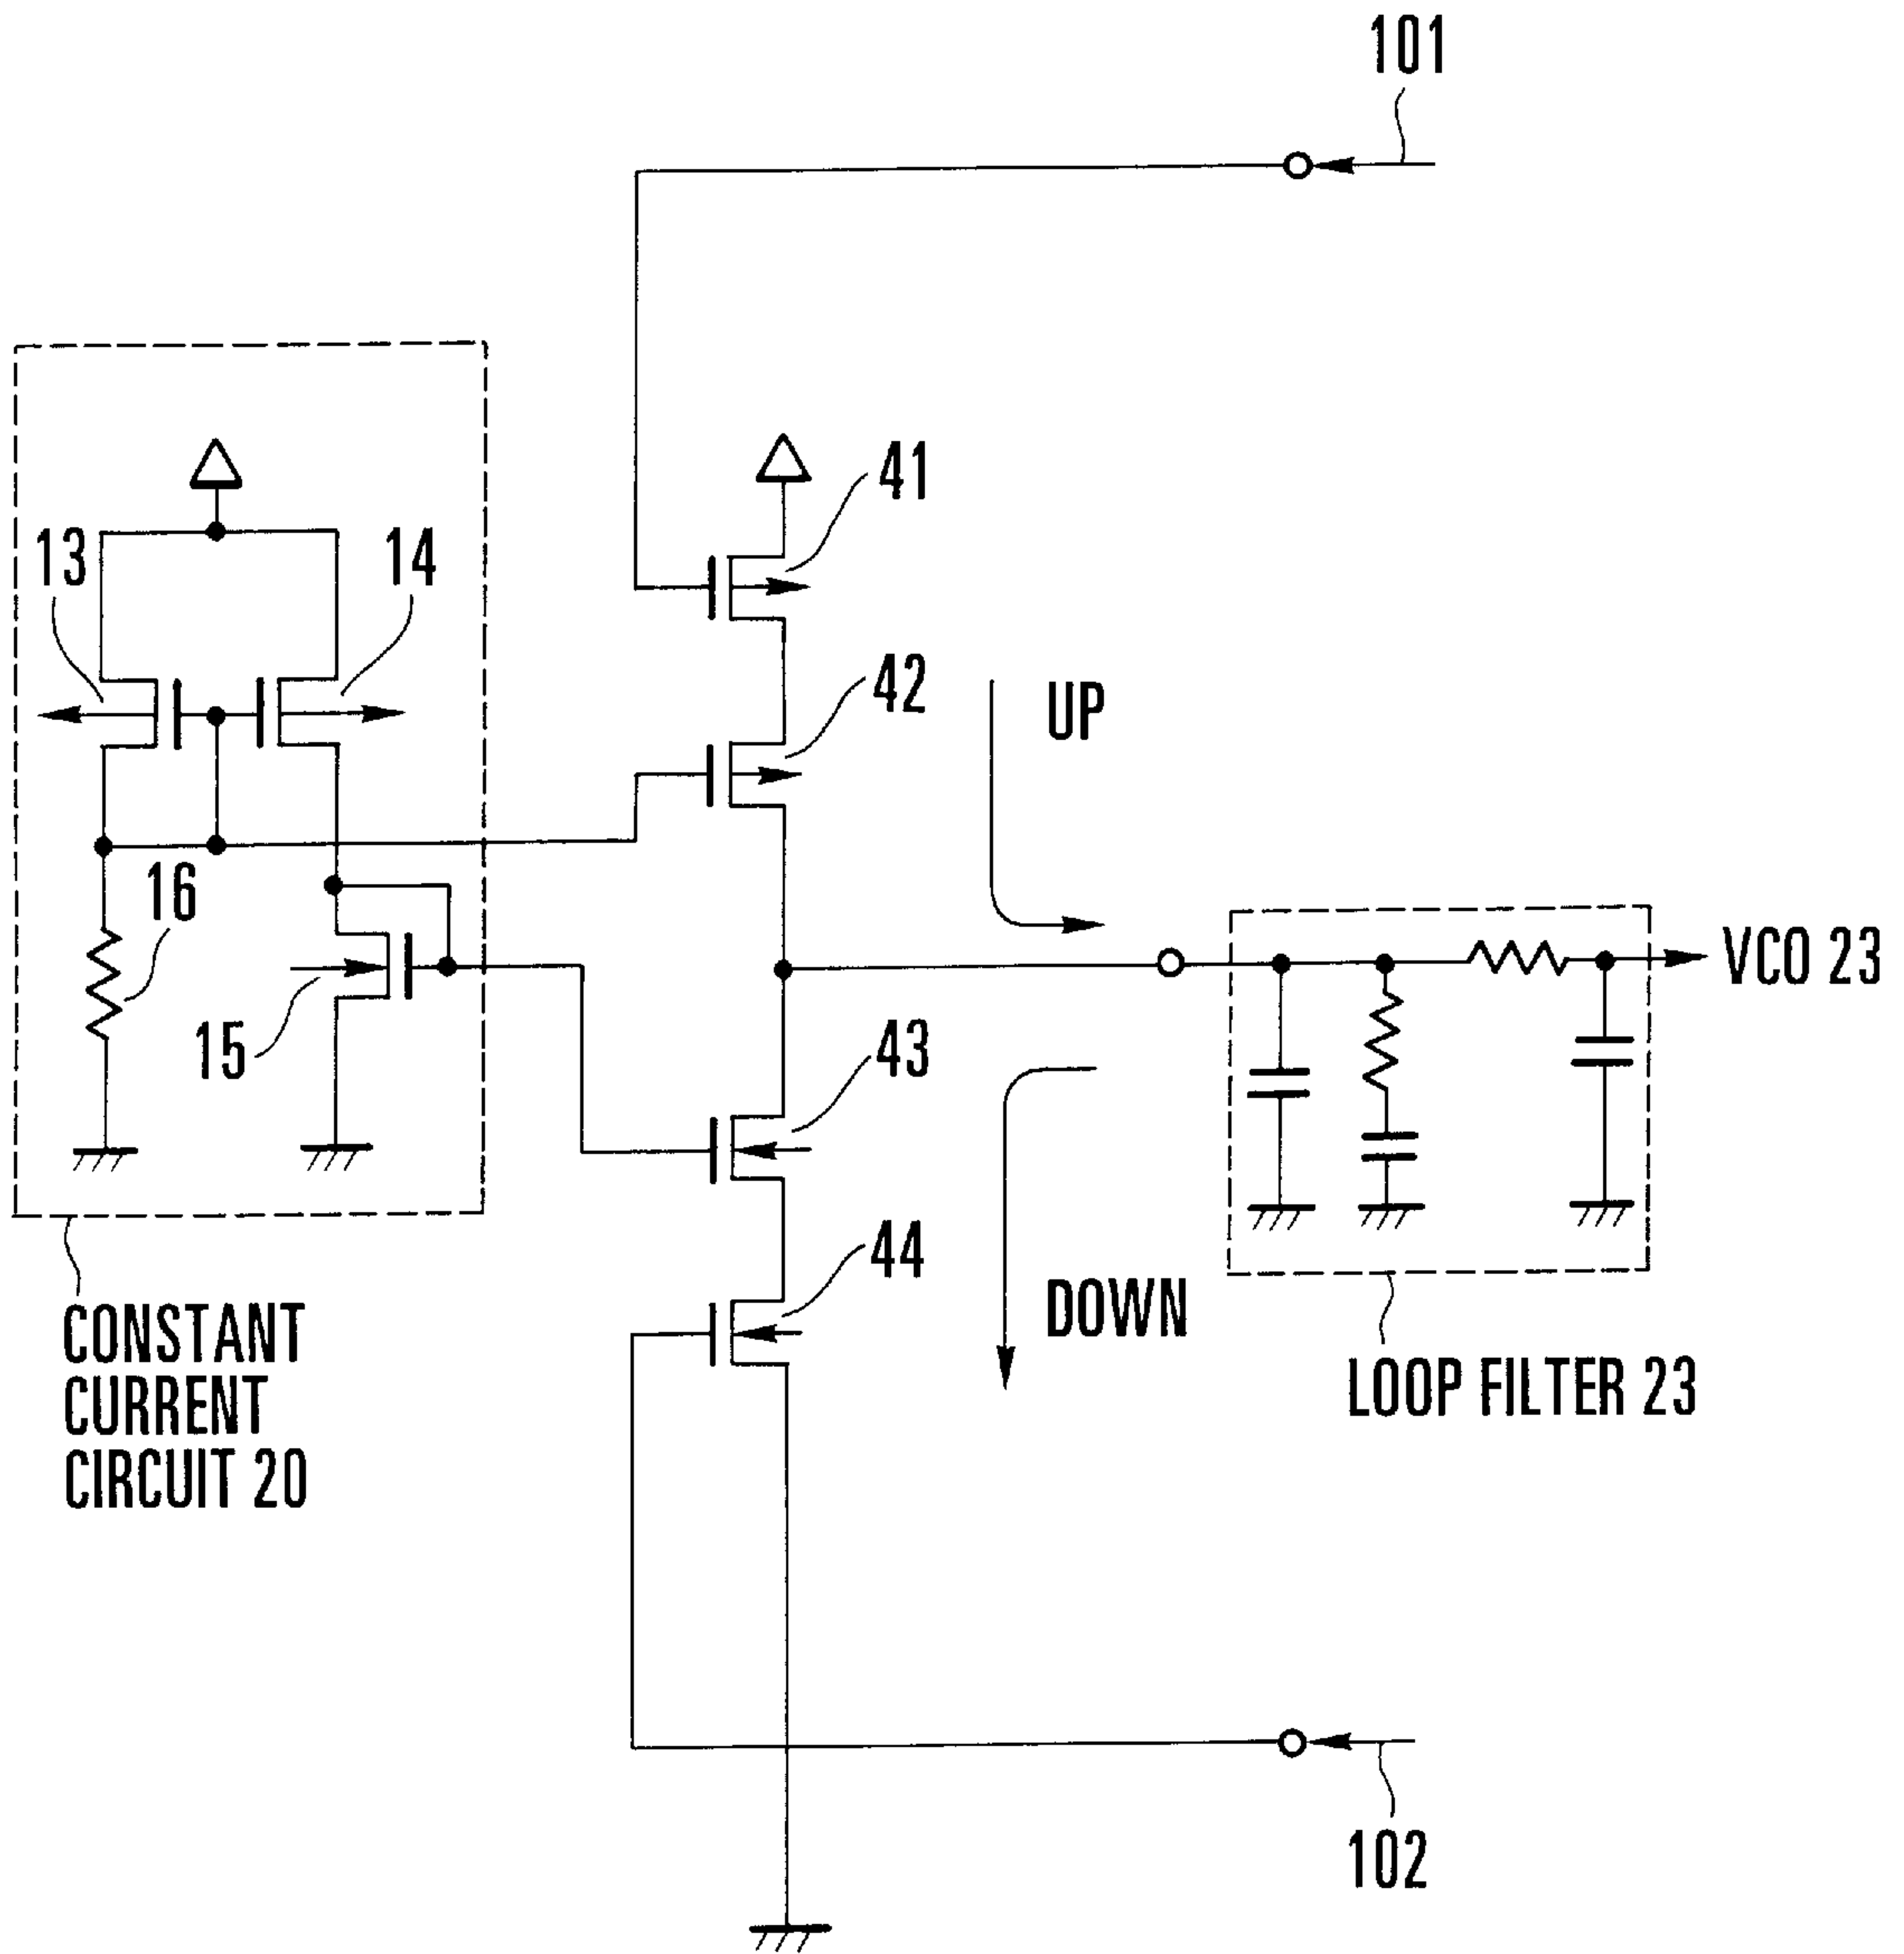 101
41
13
14
42
UP
16
VCO 23
15
43
44
DOWN
CONSTANT
CURRENT
CIRCUIT 20
LOOP FILTER 23
102